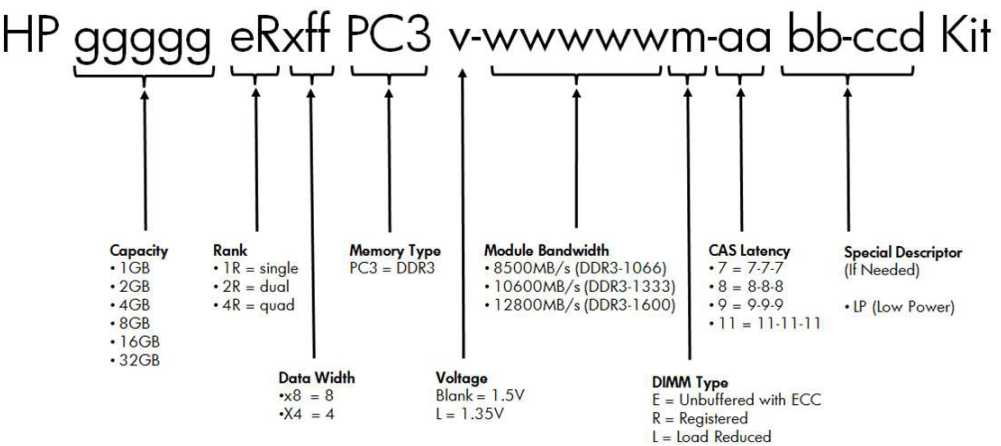 HP ggggg eRxff PC3 v-wwwwwm-aa bb-ccd Kit
Capacity
• 1GB
• 2GB
• 4GB
• 8GB
• 16GB
• 32GB
Rank
• 1R = single
• 2R = dual
• 4R = quad
Data Width
•x8 = 8
•X4 = 4
Memory Type
PC3 = DDR3
Voltage
Blank = 1.5V
L = 1.35V
Module Bandwidth
• 8500MB/s (DDR3-1066)
• 10600MB/s (DDR3-1333)
• 12800MB/s (DDR3-1600)
DIMM Type
E = Unbuffered with ECC
R = Registered
L = Load Reduced
CAS Latency
• 7 = 7-7-7
• 8 = 8-8-8
• 9 = 9-9-9
• 11 = 11-11-11
Special Descriptor
(If Needed)
• LP (Low Power)